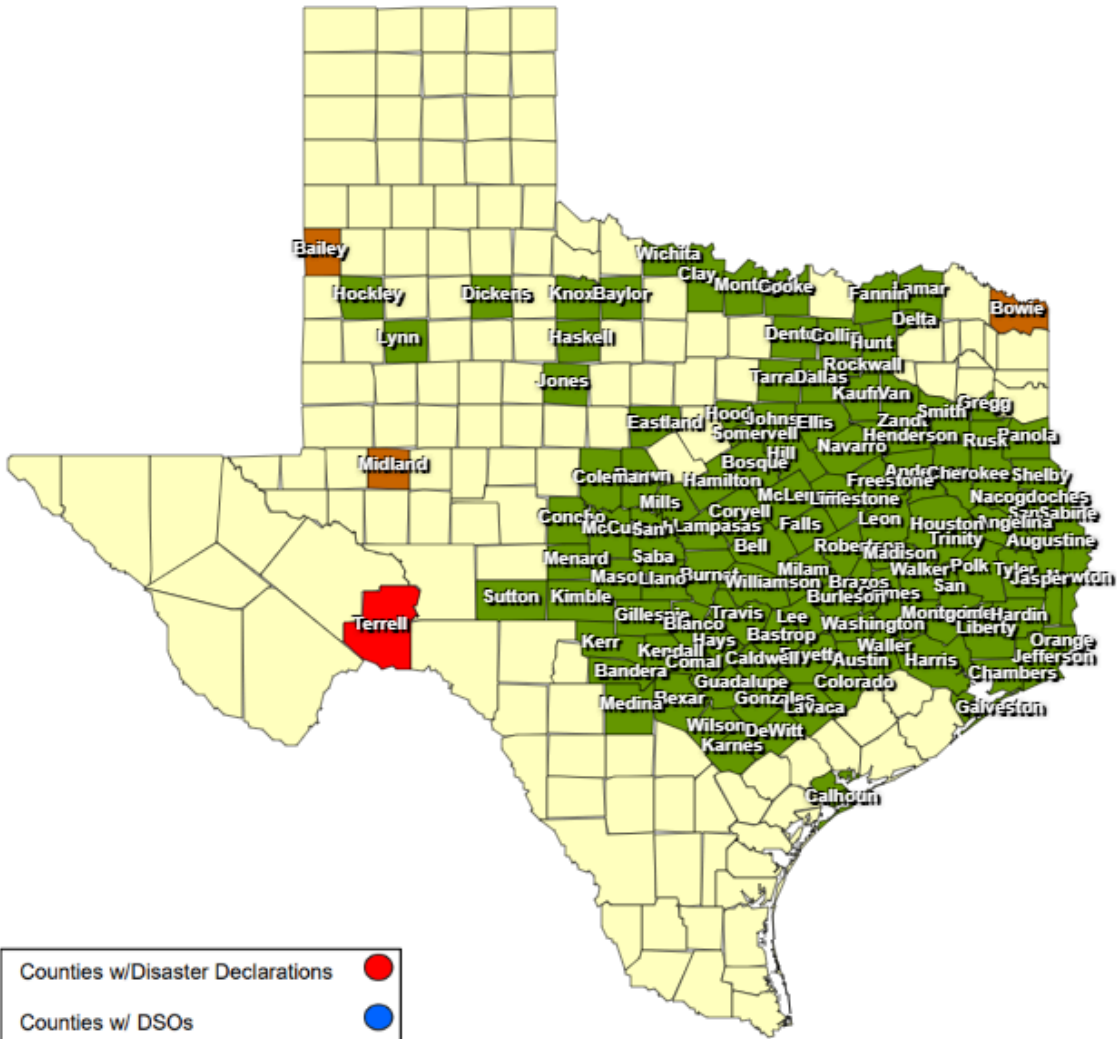 Bailey
Wichita
Clay
Cooke
Hockley
Dickens
Knox
Baylor
Fannin
Lamar
Bowie
Lynn
Haskell
Delta
Hunt
Rockwall
Jones
Dallas
Van
Smith
Gregg
Eastland
Hood
Ellis
Somervell
Henderson
Rusk
Panola
Navarro
Hill
Midland
Bosque
Coleman
Hamilton
Cherokee
Shelby
Freestone
Mills
Limestone
Nacogdoches
Coryell
Sabine
Concho
Lampasas
Falls
Leon
Houston
Angelina
Trinity
Augustine
Bell
Menard
Saba
Madison
Llano
Burnet
Milam
Walker
Polk
Tyler
Williamson
Brazos
Jasper
Sutton
Kimble
Burleson
San
Terrell
Gillespie
Travis
Lee
Washington
Hardin
Blanco
Liberty
Bastrop
Kerr
Hays
Waller
Orange
Kendall
Caldwell
Austin
Harris
Jefferson
Comal
Bandera
Chambers
Guadalupe
Colorado
Medina
Gonzales
Lavaca
Galveston
Wilson
DeWitt
Karnes
Calhoun
Counties w/Disaster Declarations
Counties w/ DSOs